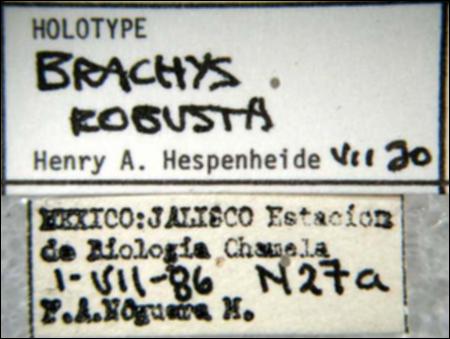 HOLOTYPE
BRACHYS
ROBUSTA
Henry A. Hespenheide VII 20
MEXICO:JALISCO Estacion
de Biologia Chamela
1-VII-86 N27a
F.A.Noguera M.